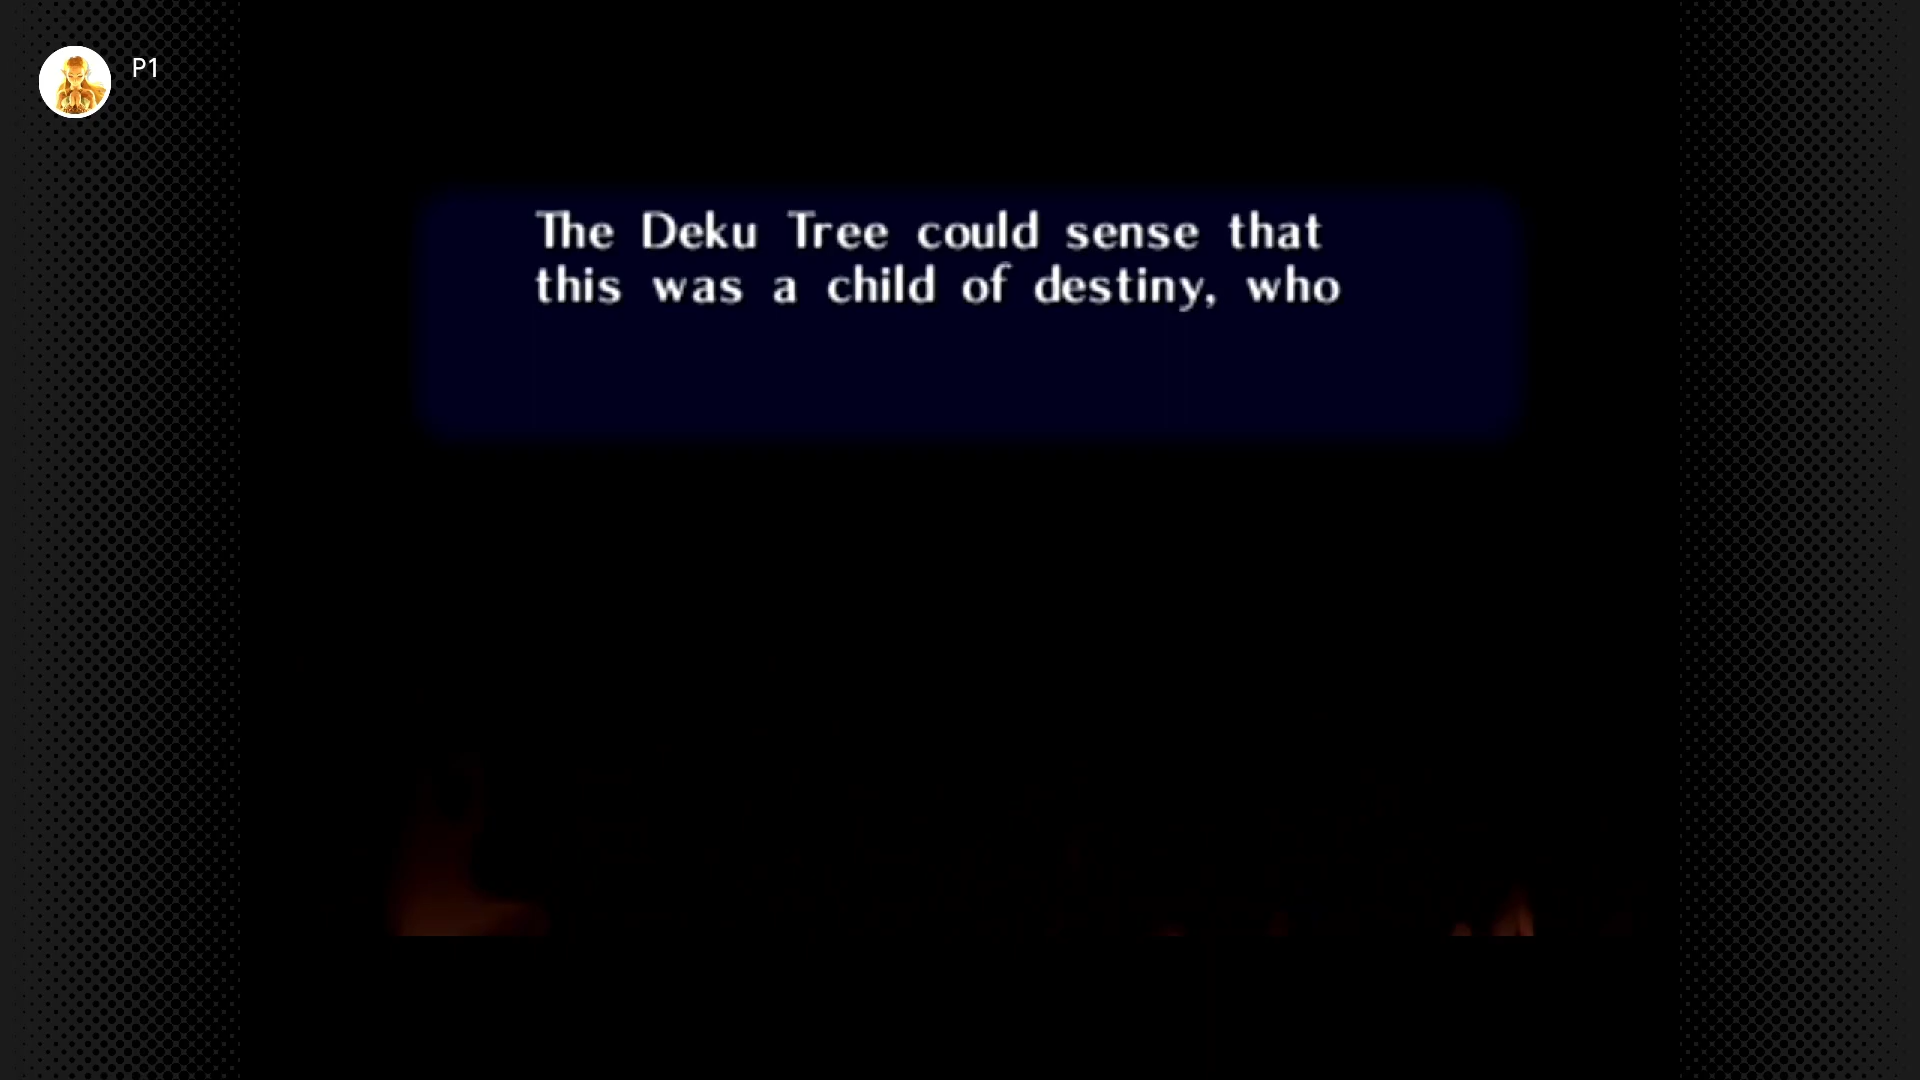 P1
The Deku Tree could sense that
this was a child of destiny, who